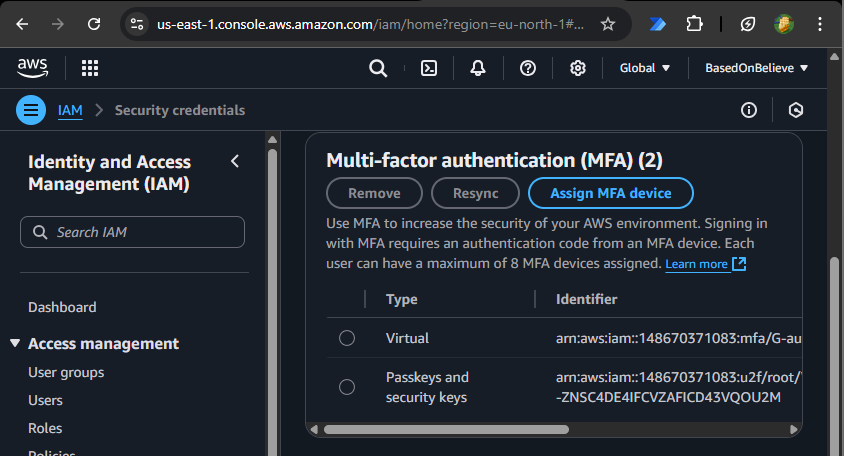 us-east-1.console.aws.amazon.com/iam/home?region=eu-north-1#...
aws
Global
BasedOnBelieve
IAM
Security credentials
Identity and Access
Management (IAM)
Search IAM
Dashboard
Access management
User groups
Users
Roles
Policies
Multi-factor authentication (MFA) (2)
Remove
Resync
Assign MFA device
Use MFA to increase the security of your AWS environment. Signing in
with MFA requires an authentication code from an MFA device. Each
user can have a maximum of 8 MFA devices assigned. Learn more
Type
Identifier
Virtual
arn:aws:iam::148670371083:mfa/G-au
Passkeys and
security keys
arn:aws:iam::148670371083:u2f/root/
-ZNSC4DE4IFCVZAFICD43VQOU2M